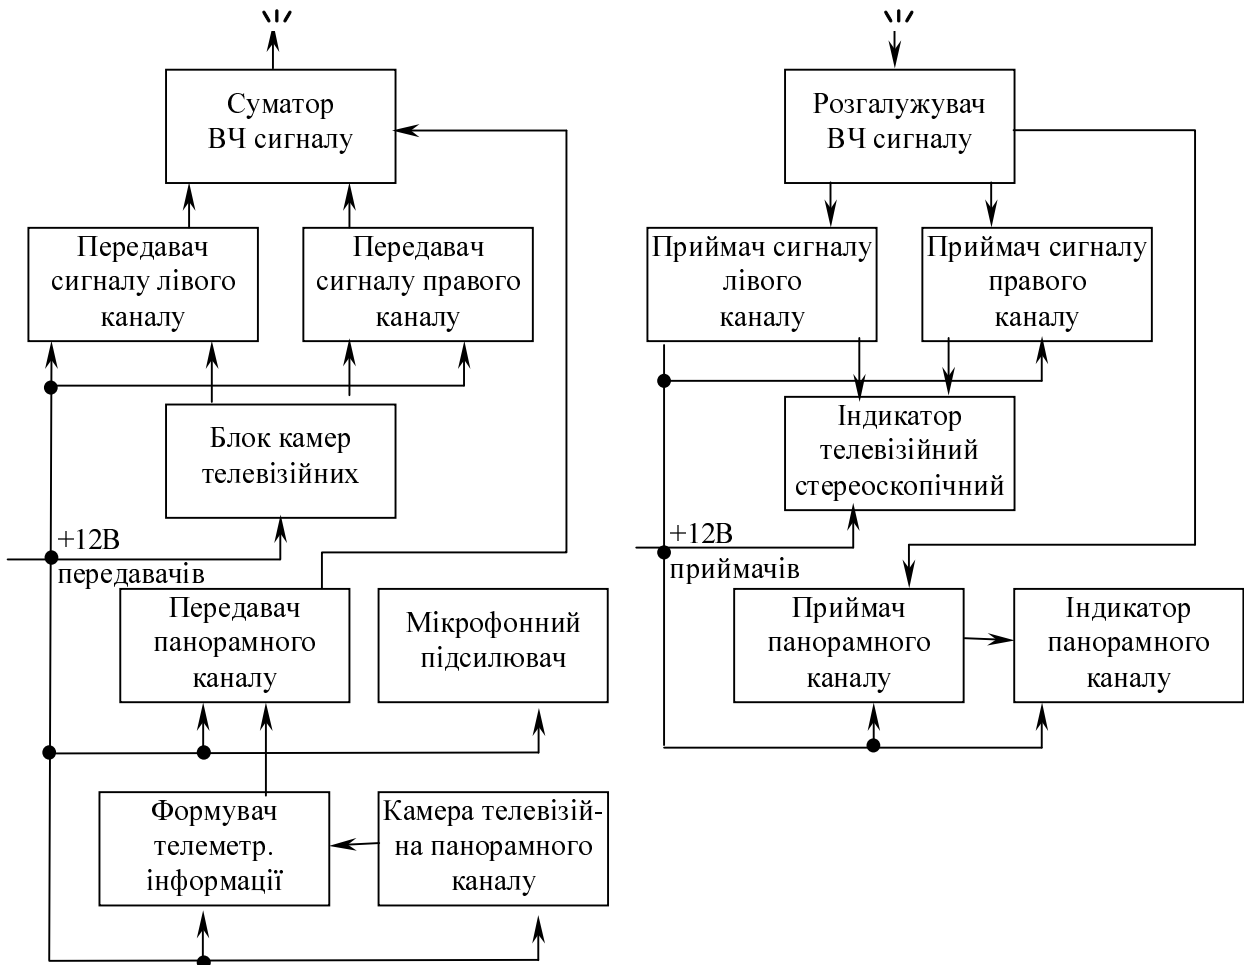 Суматор
ВЧ сигналу
Передавач
сигналу лівого
каналу
Передавач
сигналу правого
каналу
Блок камер
телевізійних
+12В
передавачів
Передавач
панорамного
каналу
Мікрофонний
підсилювач
Формувач
телеметр.
інформації
Камера телевізій-
на панорамного
каналу
Розгалужувач
ВЧ сигналу
Приймач сигналу
лівого
каналу
Приймач сигналу
правого
каналу
Індикатор
телевізійний
стереоскопічний
+12В
приймачів
Приймач
панорамного
каналу
Індикатор
панорамного
каналу